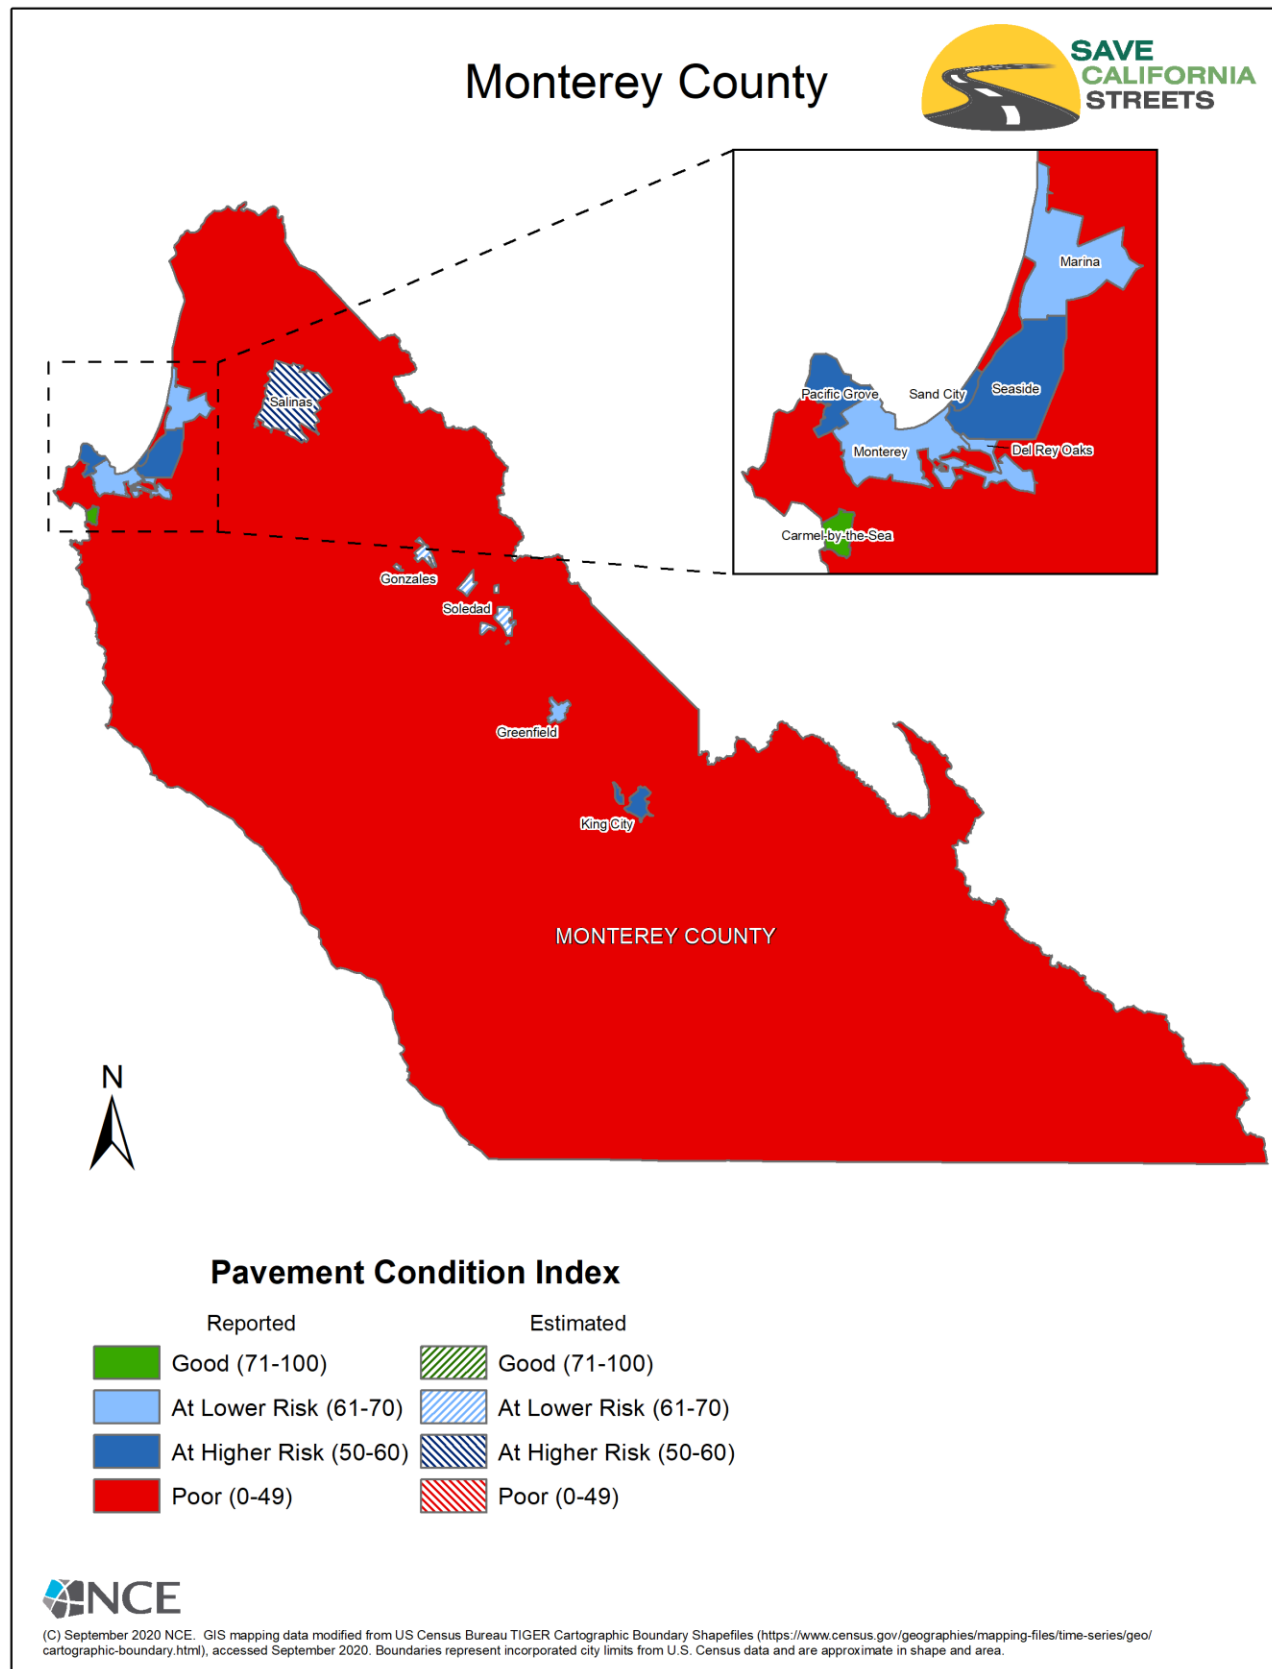 Monterey County
SAVE
CALIFORNIA
STREETS
Marina
Pacific Grove
Sand City
Seaside
Monterey
Del Rey Oaks
Carmel-by-the-Sea
Salinas
Gonzales
Soledad
Greenfield
King City
MONTEREY COUNTY
N
Pavement Condition Index
Reported
Estimated
Good (71-100)
Good (71-100)
At Lower Risk (61-70)
At Lower Risk (61-70)
At Higher Risk (50-60)
At Higher Risk (50-60)
Poor (0-49)
Poor (0-49)
NCE
(C) September 2020 NCE.  GIS mapping data modified from US Census Bureau TIGER Cartographic Boundary Shapefiles (https://www.census.gov/geographies/mapping-files/time-series/geo/
cartographic-boundary.html), accessed September 2020. Boundaries represent incorporated city limits from U.S. Census data and are approximate in shape and area.